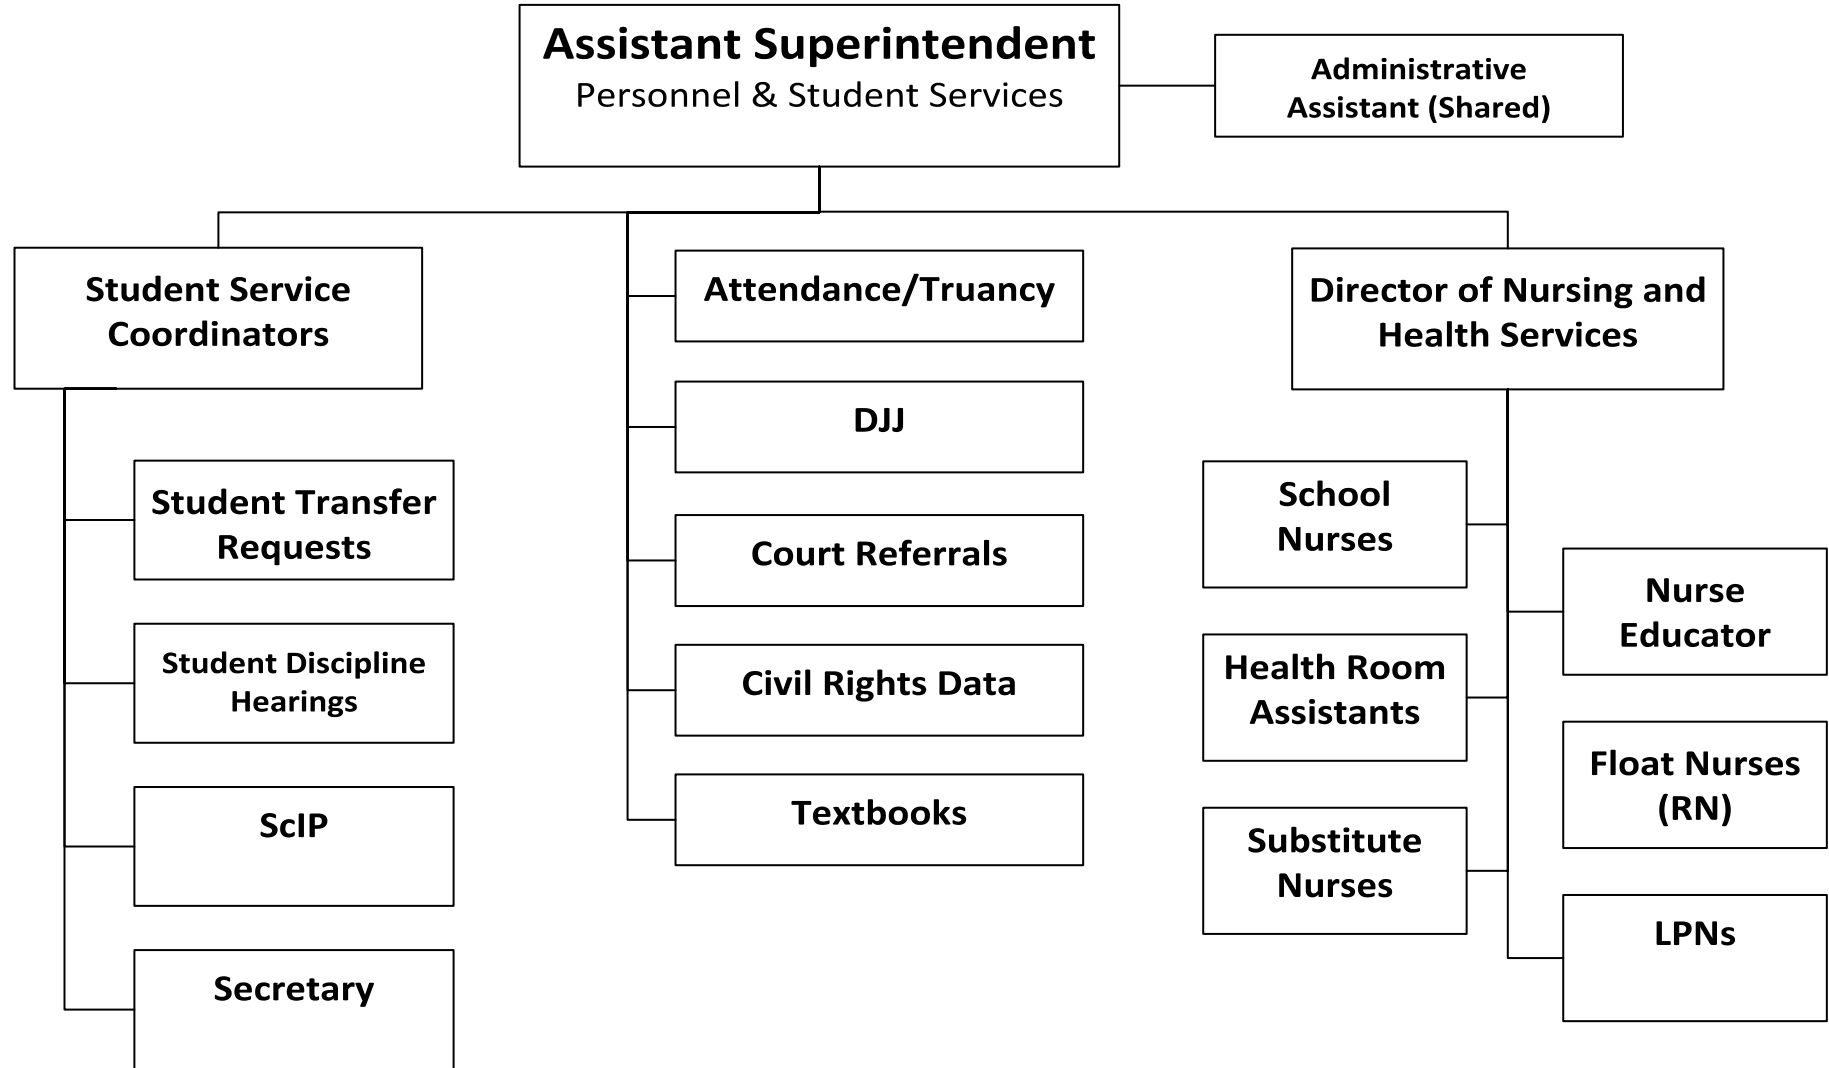 Assistant Superintendent
Personnel & Student Services
Administrative
Assistant (Shared)
Student Service
Coordinators
Student Transfer
Requests
Student Discipline
Hearings
ScIP
Secretary
Attendance/Truancy
DJJ
Court Referrals
Civil Rights Data
Textbooks
Director of Nursing and
Health Services
School
Nurses
Health Room
Assistants
Substitute
Nurses
Nurse
Educator
Float Nurses
(RN)
LPNs